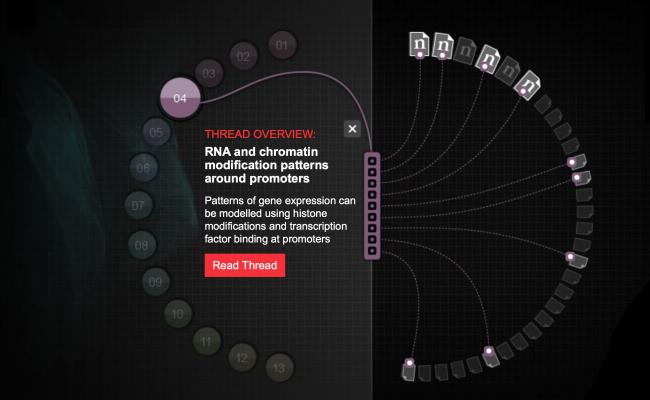 01
02
03
04
05
06
07
08
09
10
11
12
13
THREAD OVERVIEW:
RNA and chromatin
modification patterns
around promoters
Patterns of gene expression can
be modelled using histone
modifications and transcription
factor binding at promoters
Read Thread
n
n
n
n